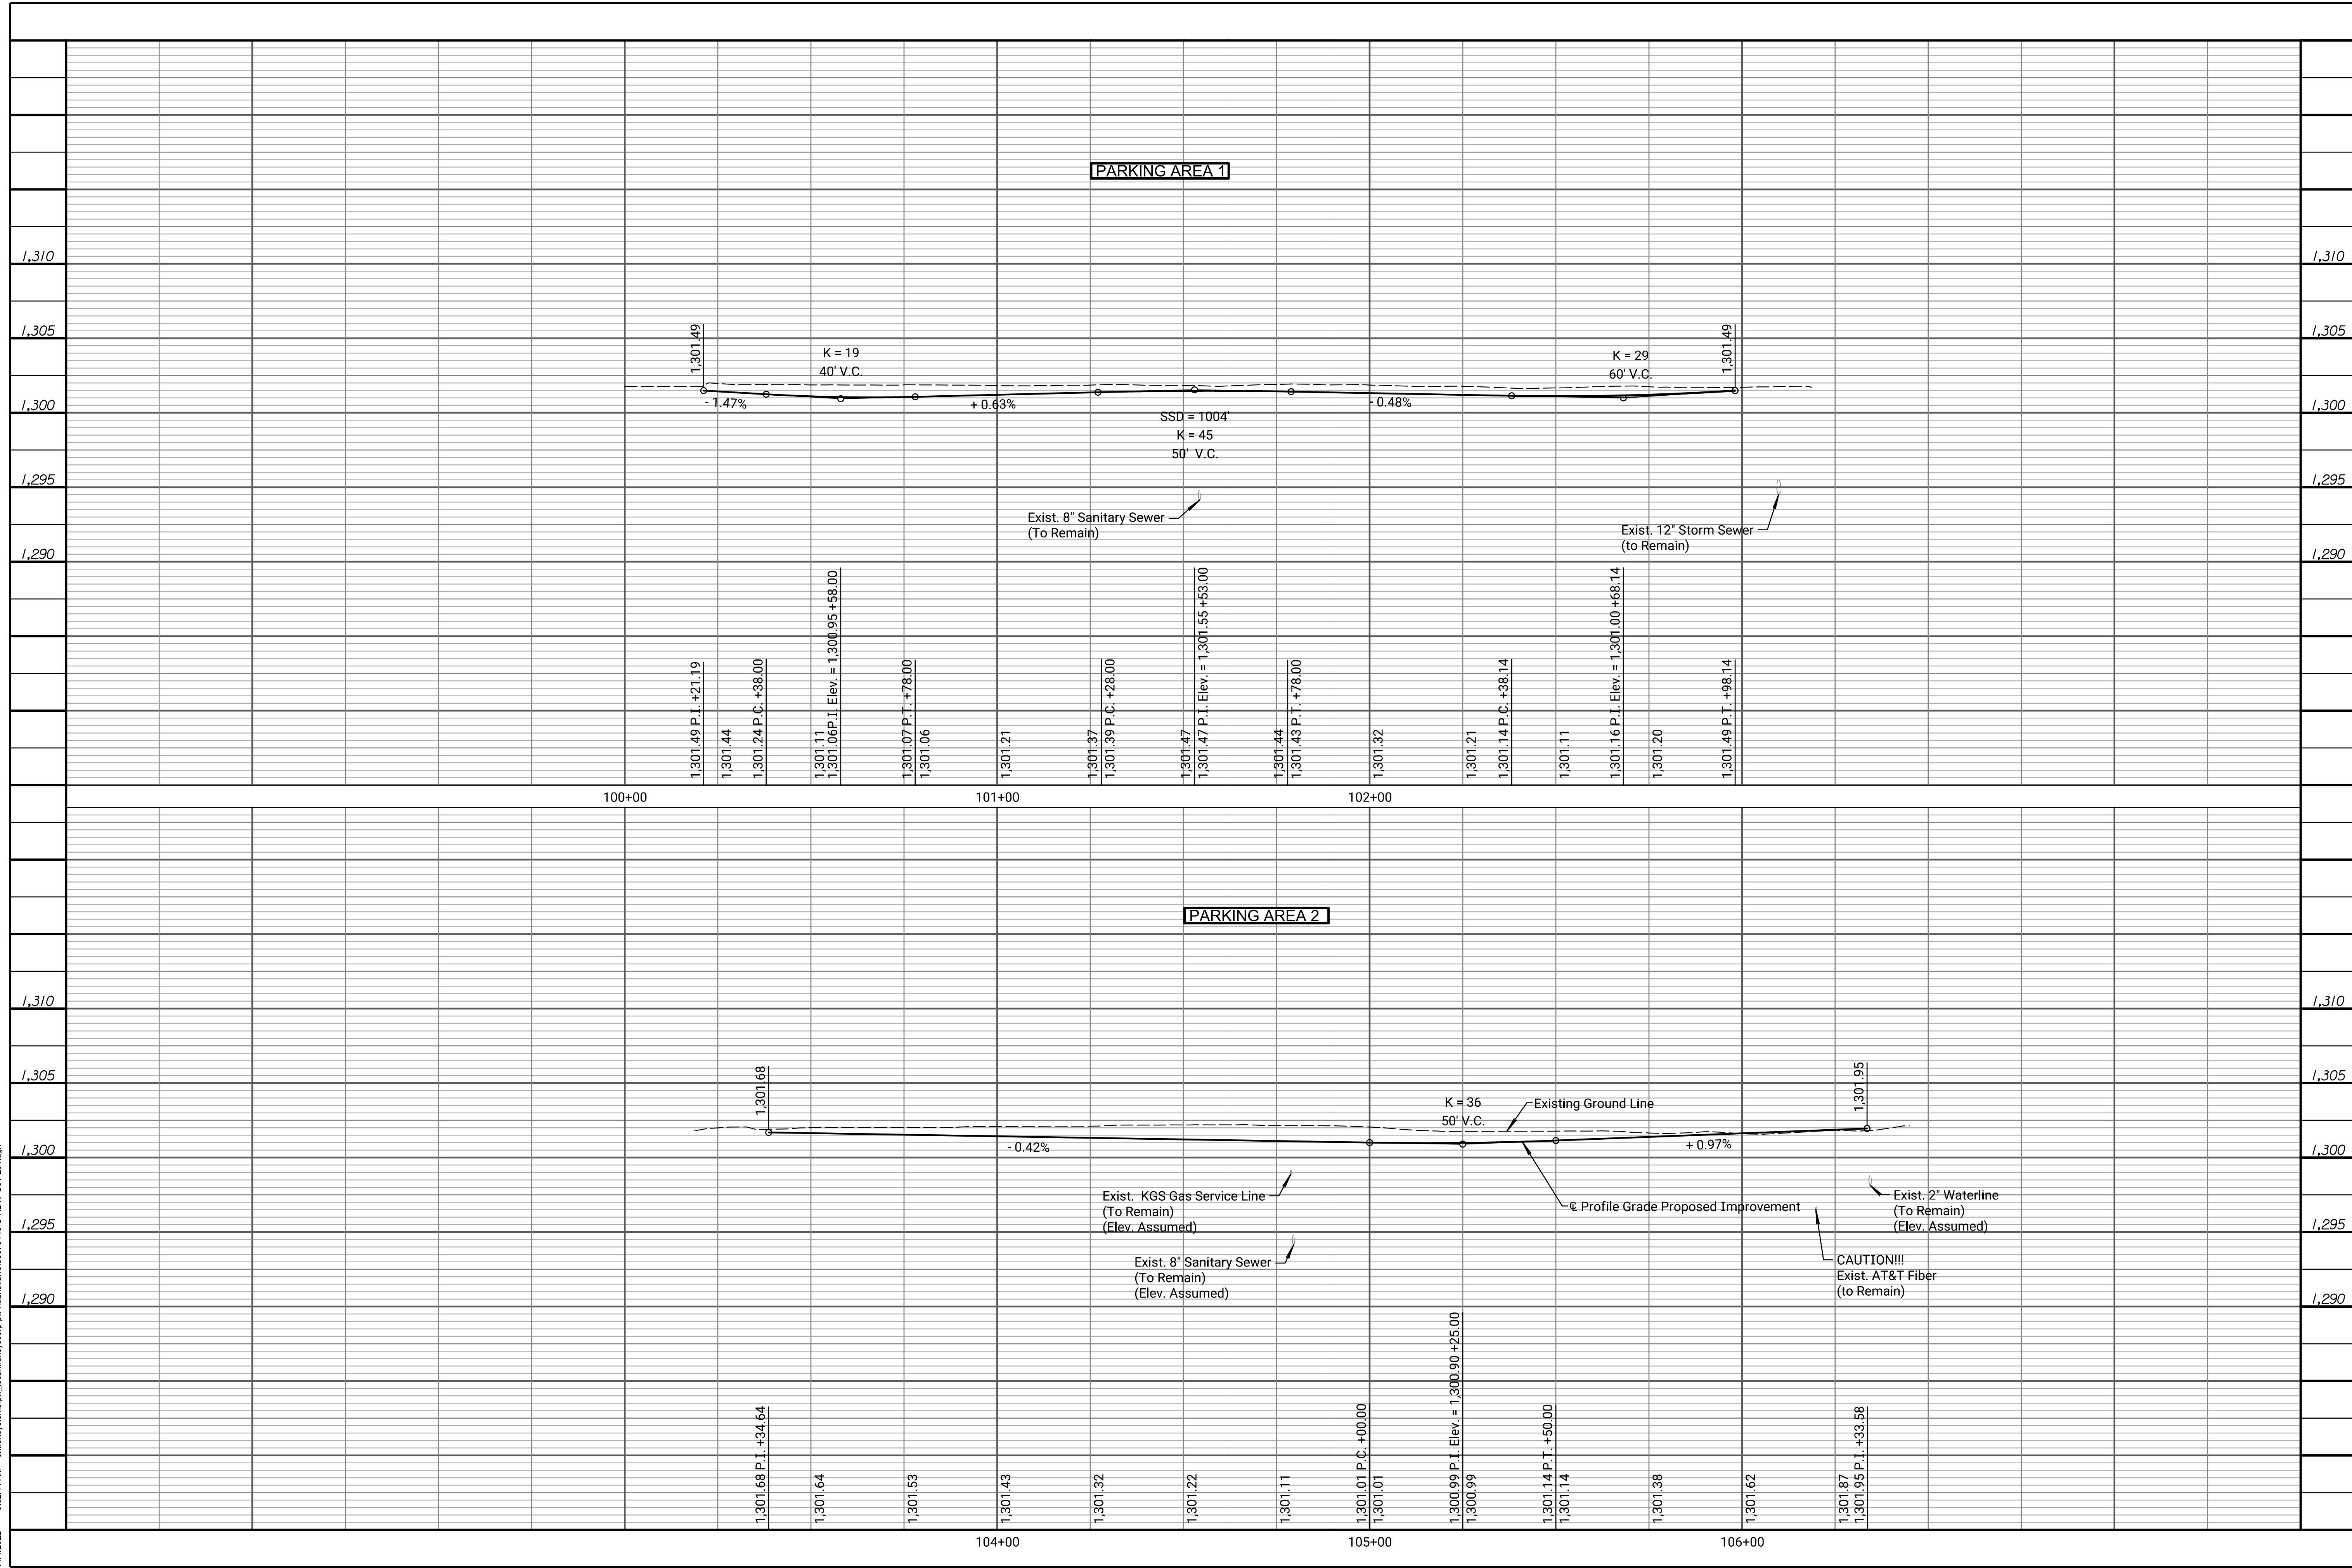 PARKING AREA 1
1,310
1,310
1,305
1,305
1,301.49
K = 19
40' V.C.
K = 29
60' V.C.
1,301.49
1,300
1,300
- 1.47%
+ 0.63%
- 0.48%
SSD = 1004'
K = 45
50' V.C.
1,295
1,295
Exist. 8" Sanitary Sewer
(To Remain)
Exist. 12" Storm Sewer
(to Remain)
1,290
1,290
1,301.49 P.I. +21.19
1,301.44
1,301.24 P.C. +38.00
1,301.11
1,301.06 P.I. Elev. = 1,300.95 +58.00
1,301.07 P.T. +78.00
1,301.06
1,301.21
1,301.37
1,301.39 P.C. +28.00
1,301.47
1,301.47 P.I. Elev. = 1,301.55 +53.00
1,301.44
1,301.43 P.T. +78.00
1,301.32
1,301.21
1,301.14 P.C. +38.14
1,301.11
1,301.16 P.I. Elev. = 1,301.00 +68.14
1,301.20
1,301.49 P.T. +98.14
100+00
101+00
102+00
PARKING AREA 2
1,310
1,310
1,305
1,305
1,301.68
K = 36
50' V.C.
Existing Ground Line
1,301.95
1,300
1,300
- 0.42%
+ 0.97%
Exist. KGS Gas Service Line
(To Remain)
(Elev. Assumed)
℄ Profile Grade Proposed Improvement
Exist. 2" Waterline
(To Remain)
(Elev. Assumed)
1,295
1,295
Exist. 8" Sanitary Sewer
(To Remain)
(Elev. Assumed)
CAUTION!!!
Exist. AT&T Fiber
(to Remain)
1,290
1,290
1,301.68 P.I. +34.64
1,301.64
1,301.53
1,301.43
1,301.32
1,301.22
1,301.11
1,301.01 P.C. +00.00
1,301.01
1,300.99 P.I. Elev. = 1,300.90 +25.00
1,300.99
1,301.14 P.T. +50.00
1,301.14
1,301.38
1,301.62
1,301.87
1,301.95 P.I. +33.58
104+00
105+00
106+00